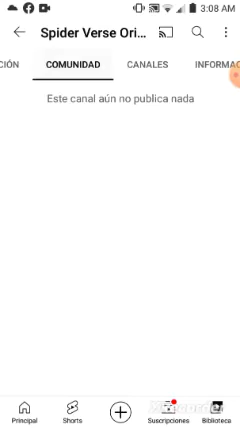 3:08 AM
Spider Verse Ori...
CIÓN COMUNIDAD CANALES INFORMAC
Este canal aún no publica nada
Principal Shorts Suscripciones Biblioteca